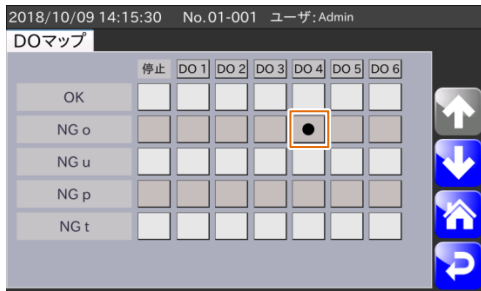 2018/10/09 14:15:30 No.01-001 ユーザ:Admin
DOマップ
停止 DO 1 DO 2 DO 3 DO 4 DO 5 DO 6
OK
NG o
NG u
NG p
NG t